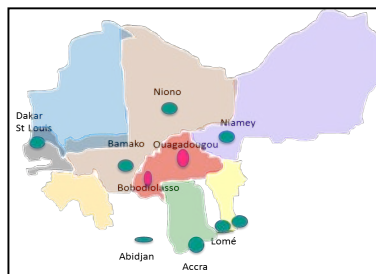 Niono
Dakar
St Louis
Niamey
Bamako
Ouagadougou
Bobodiolasso
Lomé
Abidjan
Accra